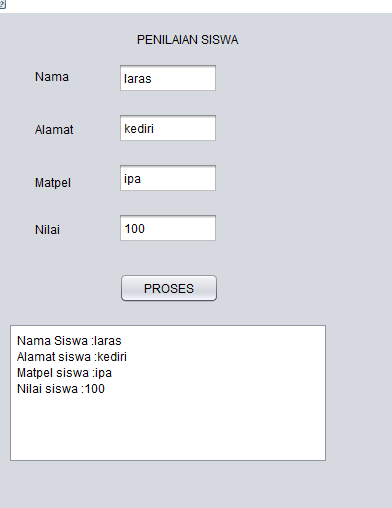 PENILAIAN SISWA
Nama laras
Alamat kediri
Matpel ipa
Nilai 100
PROSES
Nama Siswa :laras
Alamat siswa :kediri
Matpel siswa :ipa
Nilai siswa :100